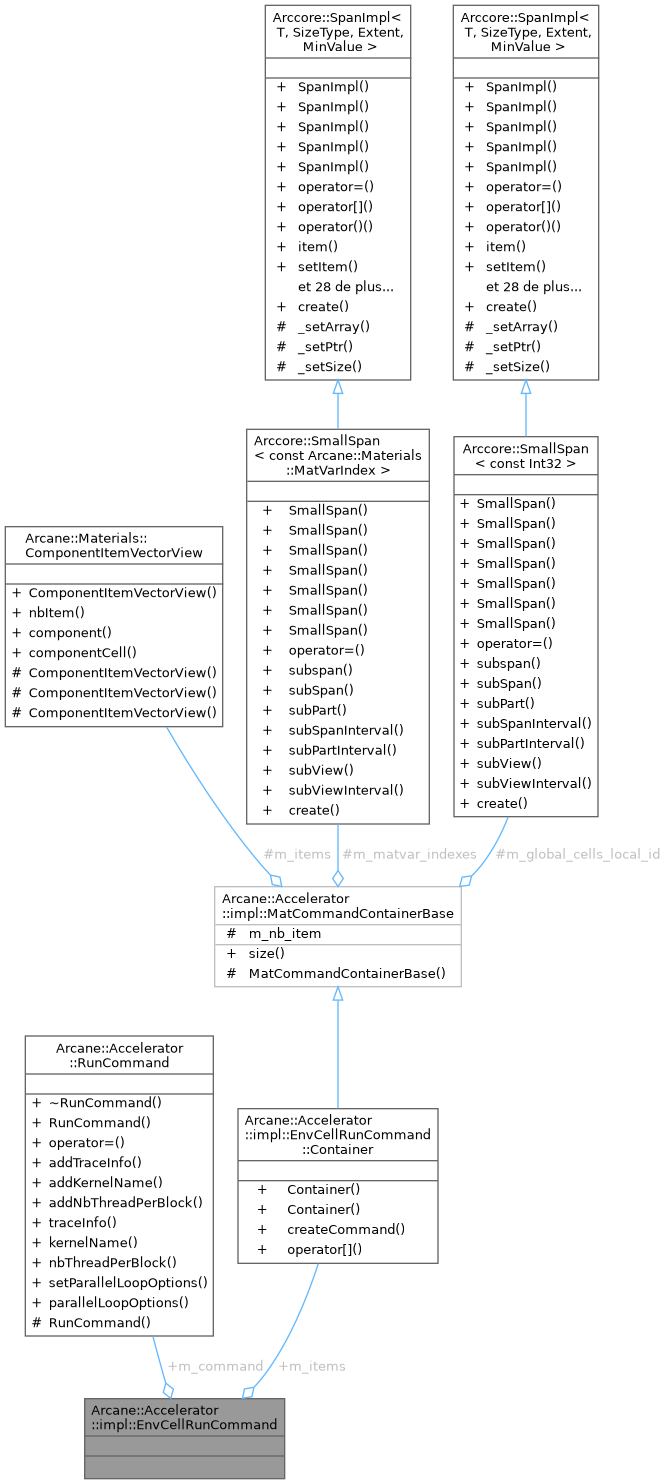 Arccore::SpanImpl<
T, SizeType, Extent,
MinValue >
+ SpanImpl()
+ SpanImpl()
+ SpanImpl()
+ SpanImpl()
+ SpanImpl()
+ operator=()
+ operator[]()
+ operator()()
+ item()
+ setItem()
et 28 de plus...
+ create()
# _setArray()
# _setPtr()
# _setSize()
Arccore::SpanImpl<
T, SizeType, Extent,
MinValue >
+ SpanImpl()
+ SpanImpl()
+ SpanImpl()
+ SpanImpl()
+ SpanImpl()
+ operator=()
+ operator[]()
+ operator()()
+ item()
+ setItem()
et 28 de plus...
+ create()
# _setArray()
# _setPtr()
# _setSize()
Arcane::Materials::
ComponentItemVectorView
+ ComponentItemVectorView()
+ nbItem()
+ component()
+ componentCell()
# ComponentItemVectorView()
# ComponentItemVectorView()
# ComponentItemVectorView()
Arccore::SmallSpan
< const Arcane::Materials
::MatVarIndex >
+ SmallSpan()
+ SmallSpan()
+ SmallSpan()
+ SmallSpan()
+ SmallSpan()
+ SmallSpan()
+ SmallSpan()
+ operator=()
+ subspan()
+ subSpan()
+ subPart()
+ subSpanInterval()
+ subPartInterval()
+ subView()
+ subViewInterval()
+ create()
Arccore::SmallSpan
< const Int32 >
+ SmallSpan()
+ SmallSpan()
+ SmallSpan()
+ SmallSpan()
+ SmallSpan()
+ SmallSpan()
+ SmallSpan()
+ operator=()
+ subspan()
+ subSpan()
+ subPart()
+ subSpanInterval()
+ subPartInterval()
+ subView()
+ subViewInterval()
+ create()
#m_items
#m_matvar_indexes
#m_global_cells_local_id
Arcane::Accelerator
::impl::MatCommandContainerBase
# m_nb_item
+ size()
# MatCommandContainerBase()
Arcane::Accelerator
::RunCommand
+ ~RunCommand()
+ RunCommand()
+ operator=()
+ addTraceInfo()
+ addKernelName()
+ addNbThreadPerBlock()
+ traceInfo()
+ kernelName()
+ nbThreadPerBlock()
+ setParallelLoopOptions()
+ parallelLoopOptions()
# RunCommand()
Arcane::Accelerator
::impl::EnvCellRunCommand
::Container
+ Container()
+ Container()
+ createCommand()
+ operator[]()
+m_command
+m_items
Arcane::Accelerator
::impl::EnvCellRunCommand